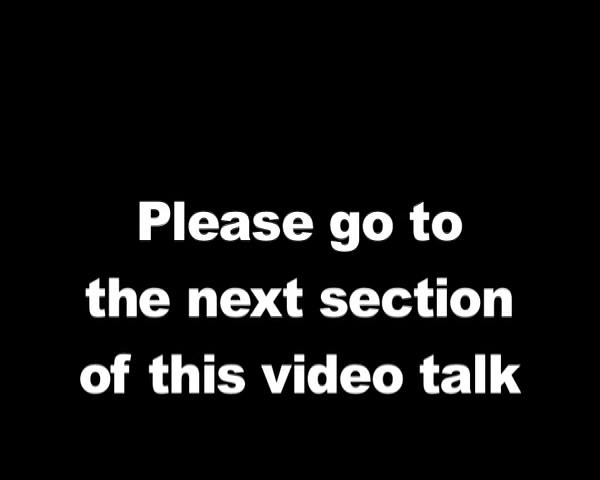 Please go to
the next section
of this video talk